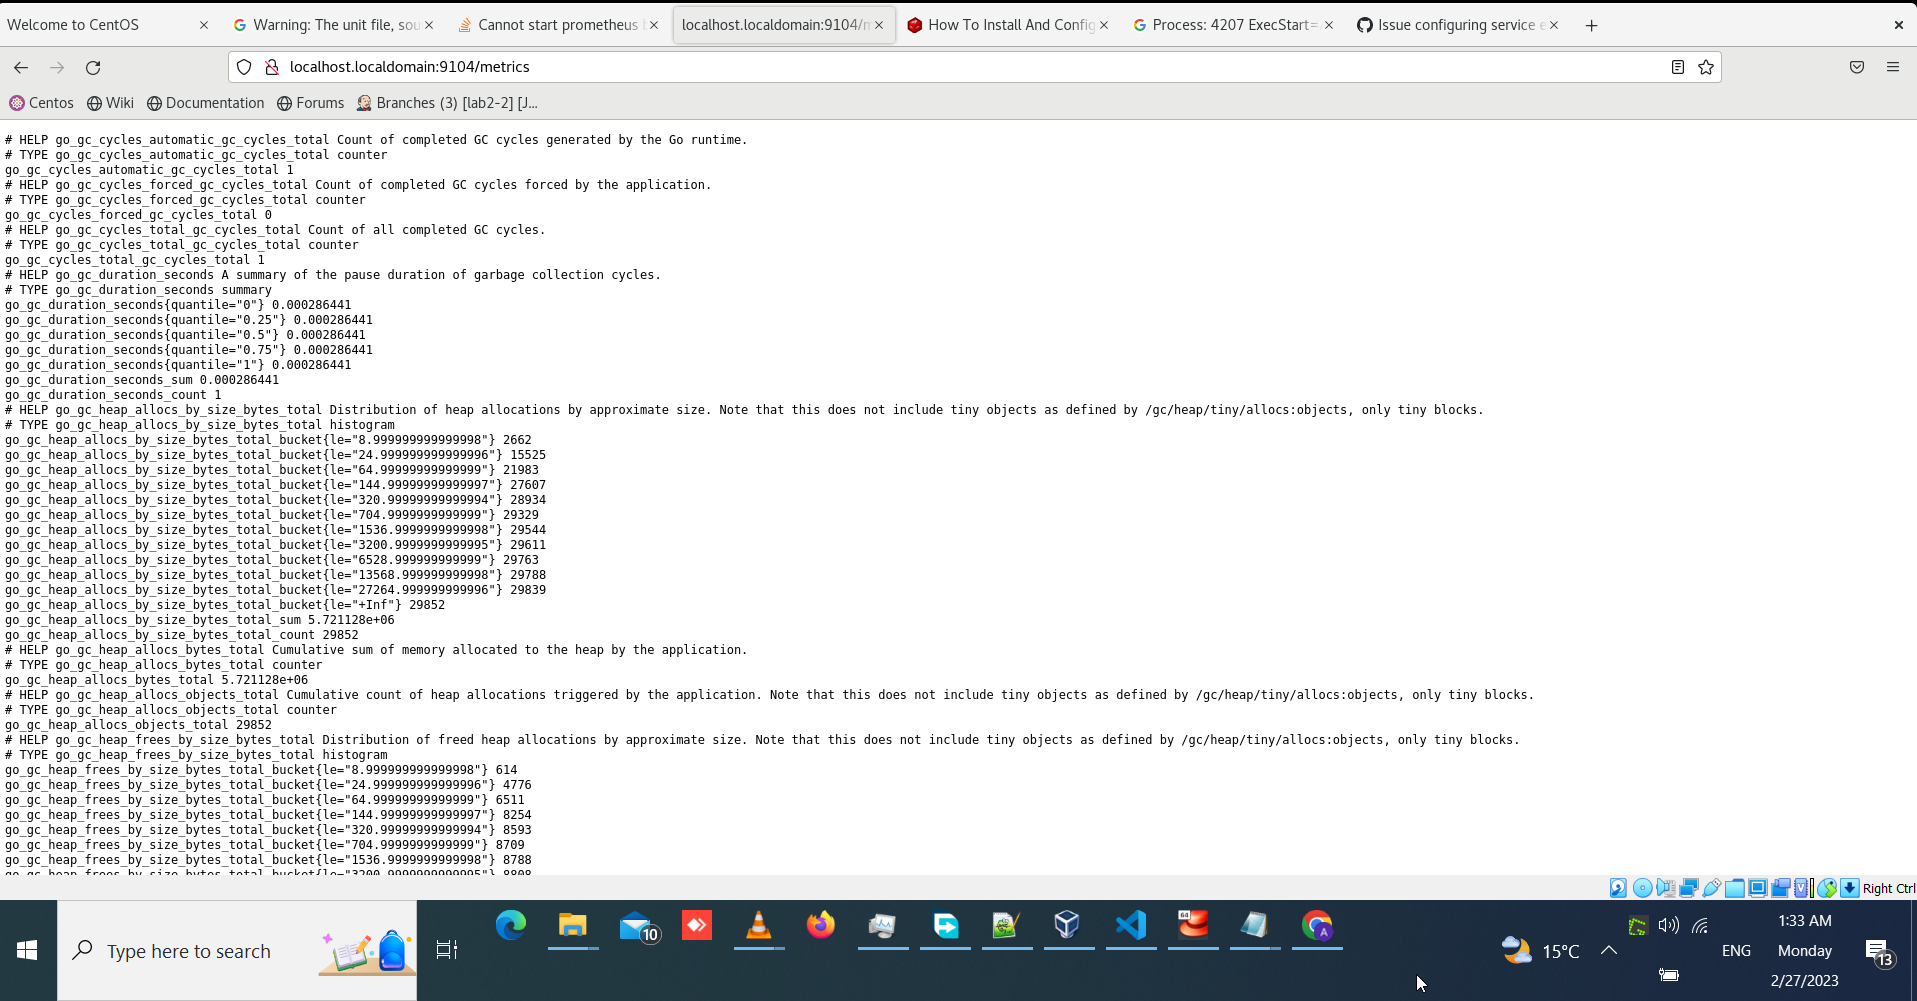 Welcome to CentOS
Warning: The unit file, sou
Cannot start prometheus b
localhost.localdomain:9104/m
How To Install And Config
Process: 4207 ExecStart=
Issue configuring service e
localhost.localdomain:9104/metrics
Centos
Wiki
Documentation
Forums
Branches (3) [lab2-2] [J...
# HELP go_gc_cycles_automatic_gc_cycles_total Count of completed GC cycles generated by the Go runtime.
# TYPE go_gc_cycles_automatic_gc_cycles_total counter
go_gc_cycles_automatic_gc_cycles_total 1
# HELP go_gc_cycles_forced_gc_cycles_total Count of completed GC cycles forced by the application.
# TYPE go_gc_cycles_forced_gc_cycles_total counter
go_gc_cycles_forced_gc_cycles_total 0
# HELP go_gc_cycles_total_gc_cycles_total Count of all completed GC cycles.
# TYPE go_gc_cycles_total_gc_cycles_total counter
go_gc_cycles_total_gc_cycles_total 1
# HELP go_gc_duration_seconds A summary of the pause duration of garbage collection cycles.
# TYPE go_gc_duration_seconds summary
go_gc_duration_seconds{quantile="0"} 0.000286441
go_gc_duration_seconds{quantile="0.25"} 0.000286441
go_gc_duration_seconds{quantile="0.5"} 0.000286441
go_gc_duration_seconds{quantile="0.75"} 0.000286441
go_gc_duration_seconds{quantile="1"} 0.000286441
go_gc_duration_seconds_sum 0.000286441
go_gc_duration_seconds_count 1
# HELP go_gc_heap_allocs_by_size_bytes_total Distribution of heap allocations by approximate size. Note that this does not include tiny objects as defined by /gc/heap/tiny/allocs:objects, only tiny blocks.
# TYPE go_gc_heap_allocs_by_size_bytes_total histogram
go_gc_heap_allocs_by_size_bytes_total_bucket{le="8.999999999999998"} 2662
go_gc_heap_allocs_by_size_bytes_total_bucket{le="24.999999999999996"} 15525
go_gc_heap_allocs_by_size_bytes_total_bucket{le="64.99999999999999"} 21983
go_gc_heap_allocs_by_size_bytes_total_bucket{le="144.99999999999997"} 27607
go_gc_heap_allocs_by_size_bytes_total_bucket{le="320.99999999999994"} 28934
go_gc_heap_allocs_by_size_bytes_total_bucket{le="704.9999999999999"} 29329
go_gc_heap_allocs_by_size_bytes_total_bucket{le="1536.9999999999998"} 29544
go_gc_heap_allocs_by_size_bytes_total_bucket{le="3200.9999999999995"} 29611
go_gc_heap_allocs_by_size_bytes_total_bucket{le="6528.999999999999"} 29763
go_gc_heap_allocs_by_size_bytes_total_bucket{le="13568.999999999998"} 29788
go_gc_heap_allocs_by_size_bytes_total_bucket{le="27264.999999999996"} 29839
go_gc_heap_allocs_by_size_bytes_total_bucket{le="+Inf"} 29852
go_gc_heap_allocs_by_size_bytes_total_sum 5.721128e+06
go_gc_heap_allocs_by_size_bytes_total_count 29852
# HELP go_gc_heap_allocs_bytes_total Cumulative sum of memory allocated to the heap by the application.
# TYPE go_gc_heap_allocs_bytes_total counter
go_gc_heap_allocs_bytes_total 5.721128e+06
# HELP go_gc_heap_allocs_objects_total Cumulative count of heap allocations triggered by the application. Note that this does not include tiny objects as defined by /gc/heap/tiny/allocs:objects, only tiny blocks.
# TYPE go_gc_heap_allocs_objects_total counter
go_gc_heap_allocs_objects_total 29852
# HELP go_gc_heap_frees_by_size_bytes_total Distribution of freed heap allocations by approximate size. Note that this does not include tiny objects as defined by /gc/heap/tiny/allocs:objects, only tiny blocks.
# TYPE go_gc_heap_frees_by_size_bytes_total histogram
go_gc_heap_frees_by_size_bytes_total_bucket{le="8.999999999999998"} 614
go_gc_heap_frees_by_size_bytes_total_bucket{le="24.999999999999996"} 4776
go_gc_heap_frees_by_size_bytes_total_bucket{le="64.99999999999999"} 6511
go_gc_heap_frees_by_size_bytes_total_bucket{le="144.99999999999997"} 8254
go_gc_heap_frees_by_size_bytes_total_bucket{le="320.99999999999994"} 8593
go_gc_heap_frees_by_size_bytes_total_bucket{le="704.9999999999999"} 8709
go_gc_heap_frees_by_size_bytes_total_bucket{le="1536.9999999999998"} 8788
go_gc_heap_frees_by_size_bytes_total_bucket{le="3200.9999999999995"} 8808
Right Ctrl
Type here to search
10
64
A
15°C
ENG
1:33 AM
Monday
2/27/2023
13